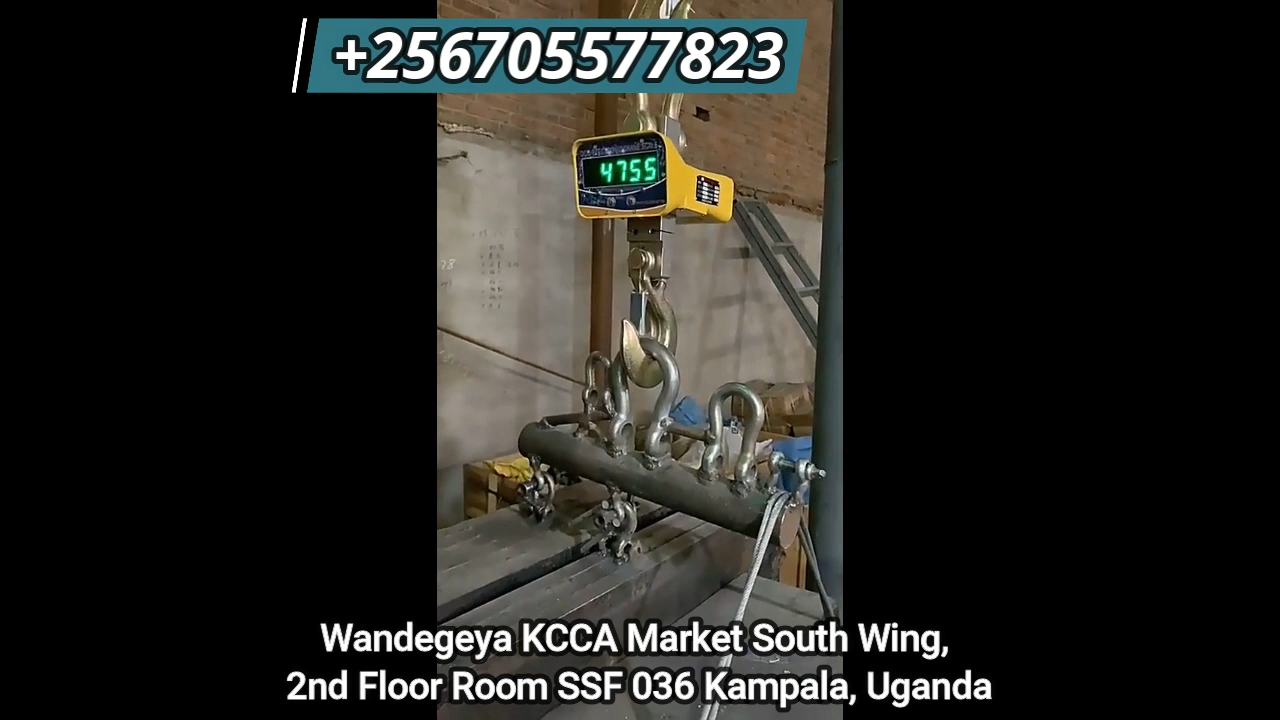 +256705577823
4755
Wandegeya KCCA Market South Wing,
2nd Floor Room SSF 036 Kampala, Uganda